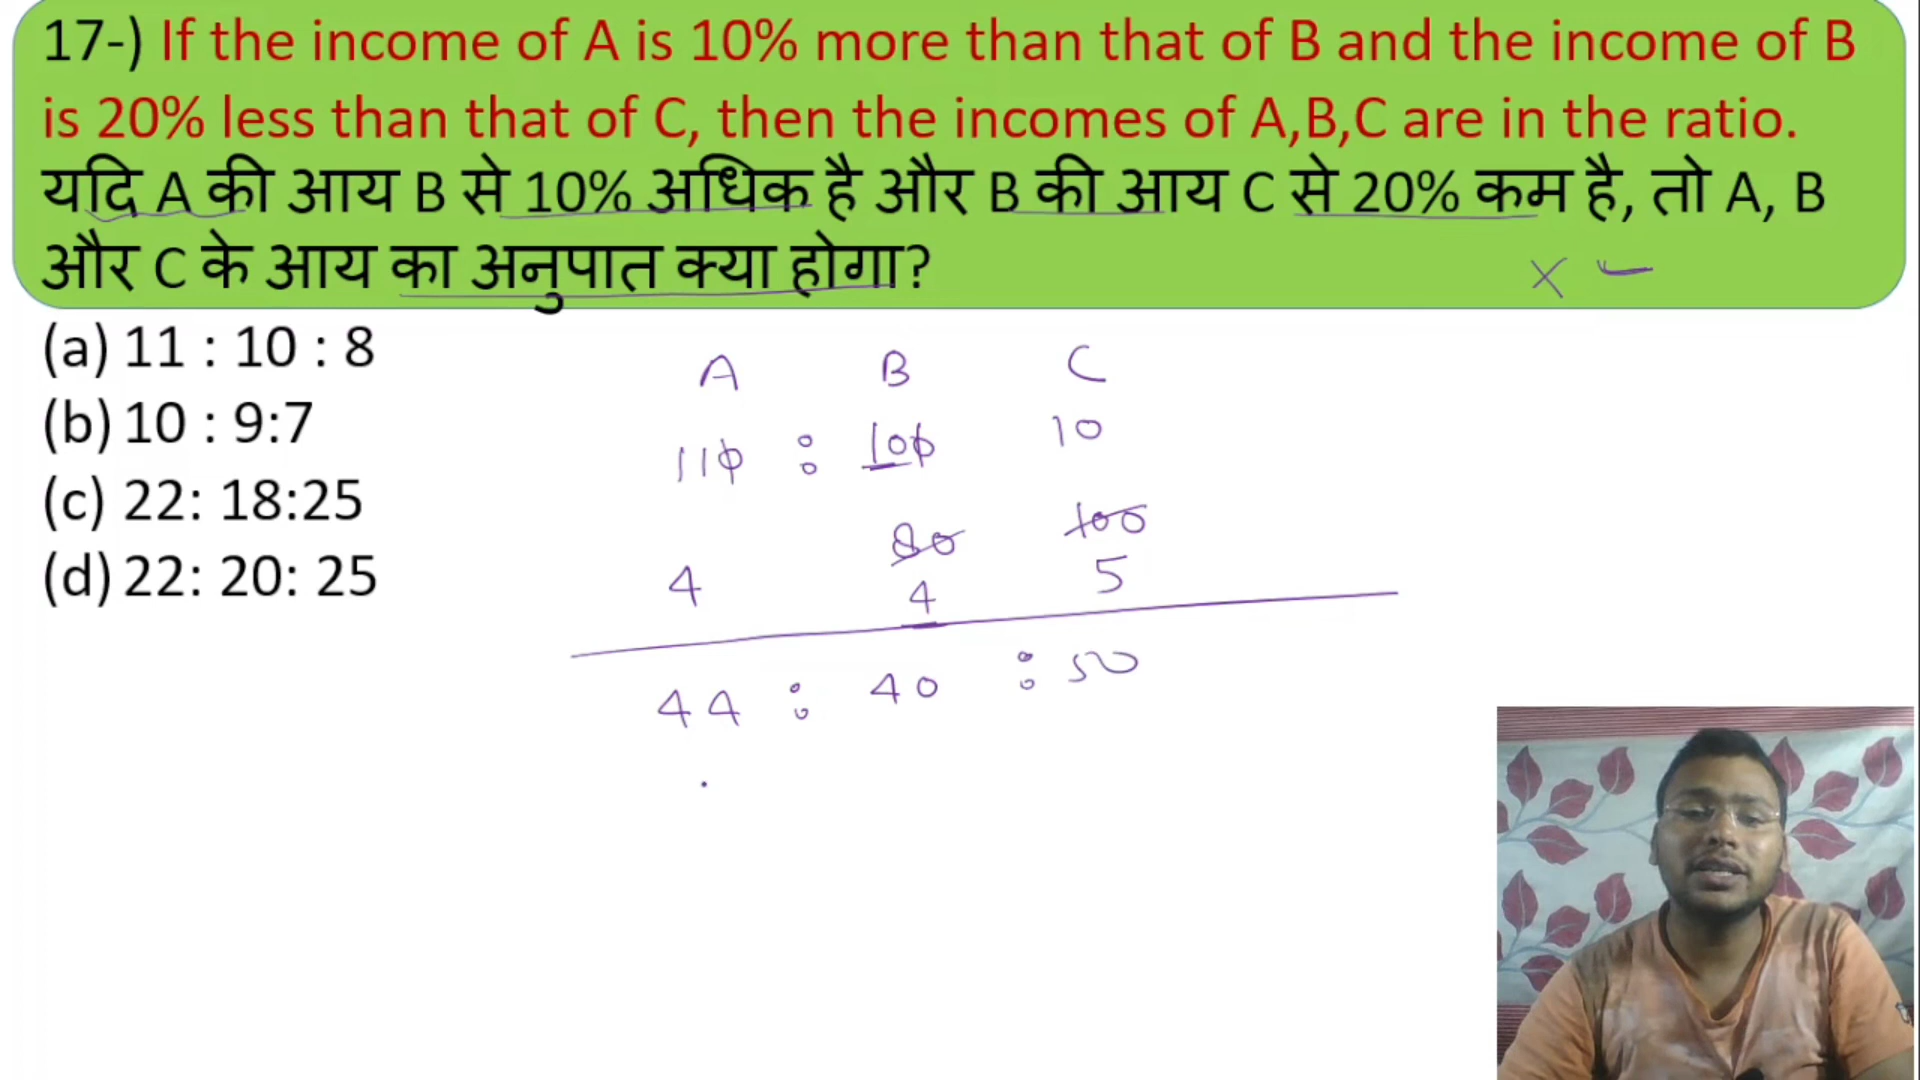 17-) If the income of A is 10% more than that of B and the income of B
is 20% less than that of C, then the incomes of A,B,C are in the ratio.
यदि A की आय B से 10% अधिक है और B की आय C से 20% कम है, तो A, B
और C के आय का अनुपात क्या होगा?
x -
(a) 11 : 10 : 8
(b) 10 : 9:7
(c) 22: 18:25
(d) 22: 20: 25
A B C
110 : 100 10
80 100
4 4 5
44 : 40 : 50